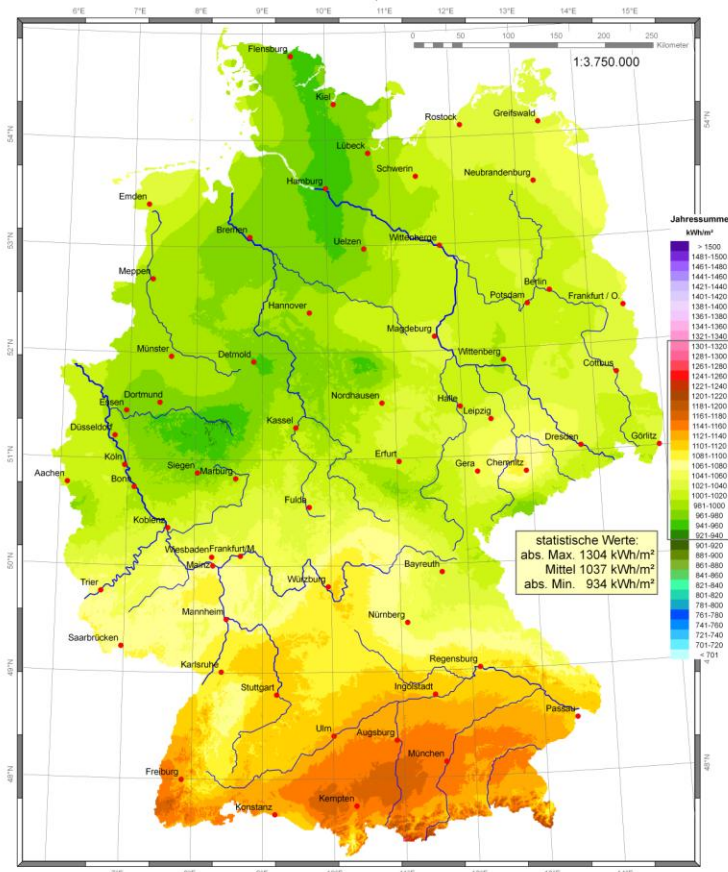 6°E 7°E 8°E 9°E 10°E 11°E 12°E 13°E 14°E 15°E
0 50 100 150 200 250
Kilometer
1:3.750.000
54°N
54°N
53°N
53°N
52°N
52°N
51°N
51°N
50°N
49°N
48°N
48°N
Flensburg
Kiel
Rostock
Greifswald
Lübeck
Schwerin
Neubrandenburg
Hamburg
Emden
Bremen
Uelzen
Wittenberge
Meppen
Berlin
Potsdam
Frankfurt / O.
Hannover
Magdeburg
Münster
Detmold
Wittenberg
Cottbus
Dortmund
Essen
Nordhausen
Halle
Leipzig
Düsseldorf
Kassel
Dresden
Görlitz
Köln
Erfurt
Gera
Chemnitz
Aachen
Bonn
Siegen
Marburg
Fulda
Koblenz
Wiesbaden
Frankfurt/M.
Mainz
Bayreuth
Trier
Würzburg
Mannheim
Nürnberg
Saarbrücken
Karlsruhe
Regensburg
Stuttgart
Ingolstadt
Passau
Ulm
Augsburg
München
Freiburg
Konstanz
Kempten
statistische Werte:
abs. Max. 1304 kWh/m²
Mittel 1037 kWh/m²
abs. Min. 934 kWh/m²
Jahressumme
kWh/m²
> 1500
1481-1500
1461-1480
1441-1460
1421-1440
1401-1420
1381-1400
1361-1380
1341-1360
1321-1340
1301-1320
1281-1300
1261-1280
1241-1260
1221-1240
1201-1220
1181-1200
1161-1180
1141-1160
1121-1140
1101-1120
1081-1100
1061-1080
1041-1060
1021-1040
1001-1020
981-1000
961-980
941-960
921-940
901-920
881-900
861-880
841-860
821-840
801-820
781-800
761-780
741-760
721-740
701-720
< 701